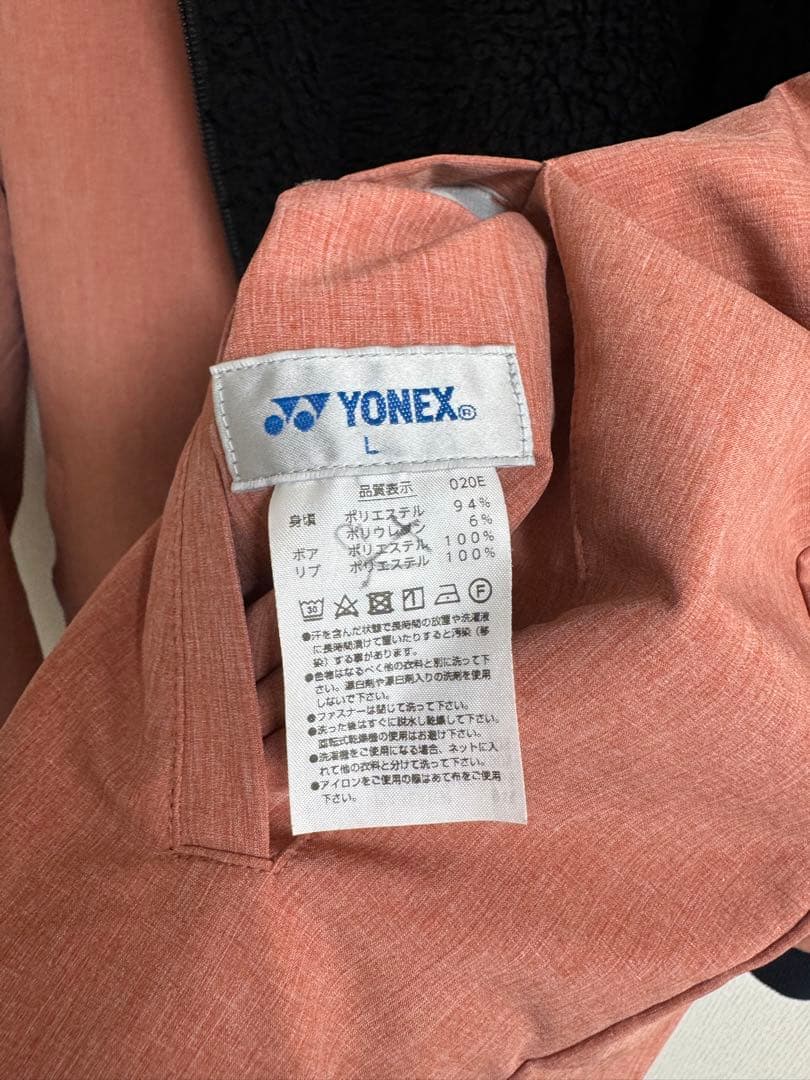 YONEX®
L
品質表示 020E
身頃 ポリエステル 94%
ポリウレタン 6%
ボア ポリエステル 100%
リブ ポリエステル 100%
30 F
●汗を含んだ状態で長時間の放置や洗濯液
に長時間漬けて置いたりすると汚染(移
染)する事があります。
●色物はなるべく他の衣料と別に洗って下
さい。漂白剤や漂白剤入りの洗剤を使用
しないで下さい。
●ファスナーは閉じて洗って下さい。
●洗った後はすぐに脱水し乾燥して下さい。
回転式乾燥機の使用はお避け下さい。
●洗濯機をご使用になる場合、ネットに入
れて他の衣料と分けて洗って下さい。
●アイロンをご使用の際はあて布をご使用
下さい。